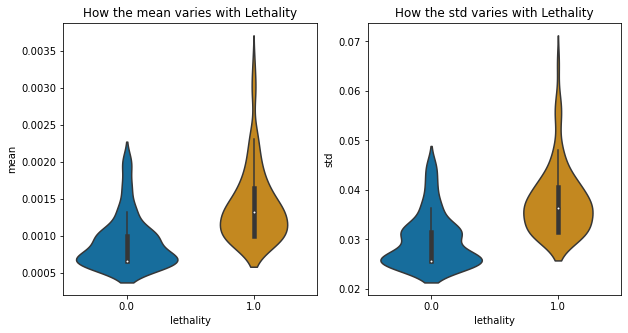 How the mean varies with Lethality
mean
0.0035
0.0030
0.0025
0.0020
0.0015
0.0010
0.0005
0.0
1.0
lethality
How the std varies with Lethality
std
0.07
0.06
0.05
0.04
0.03
0.02
0.0
1.0
lethality